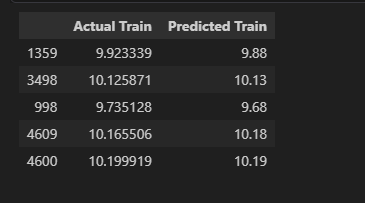 Actual Train Predicted Train
1359 9.923339 9.88
3498 10.125871 10.13
998 9.735128 9.68
4609 10.165506 10.18
4600 10.199919 10.19